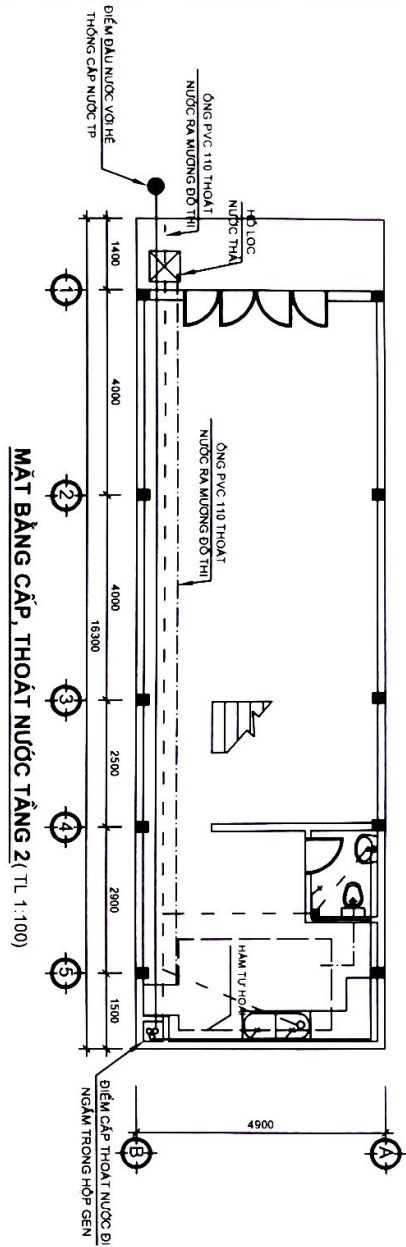 ĐIỂM ĐẤU NƯỚC VỚI HỆ
THỐNG CẤP NƯỚC TP
ỐNG PVC 110 THOÁT
NƯỚC RA MƯƠNG ĐÔ THỊ
HỐ LỌC
NƯỚC THẢI
ỐNG PVC 110 THOÁT
NƯỚC RA MƯƠNG ĐÔ THỊ
HẦM TỰ HOẠI
1400
4000
4000
2500
2900
1500
16300
4900
1
2
3
4
5
A
B
ĐIỂM CẤP THOÁT NƯỚC ĐI
NGẦM TRONG HỘP GEN
MẶT BẰNG CẤP, THOÁT NƯỚC TẦNG 2 ( TL 1:100)